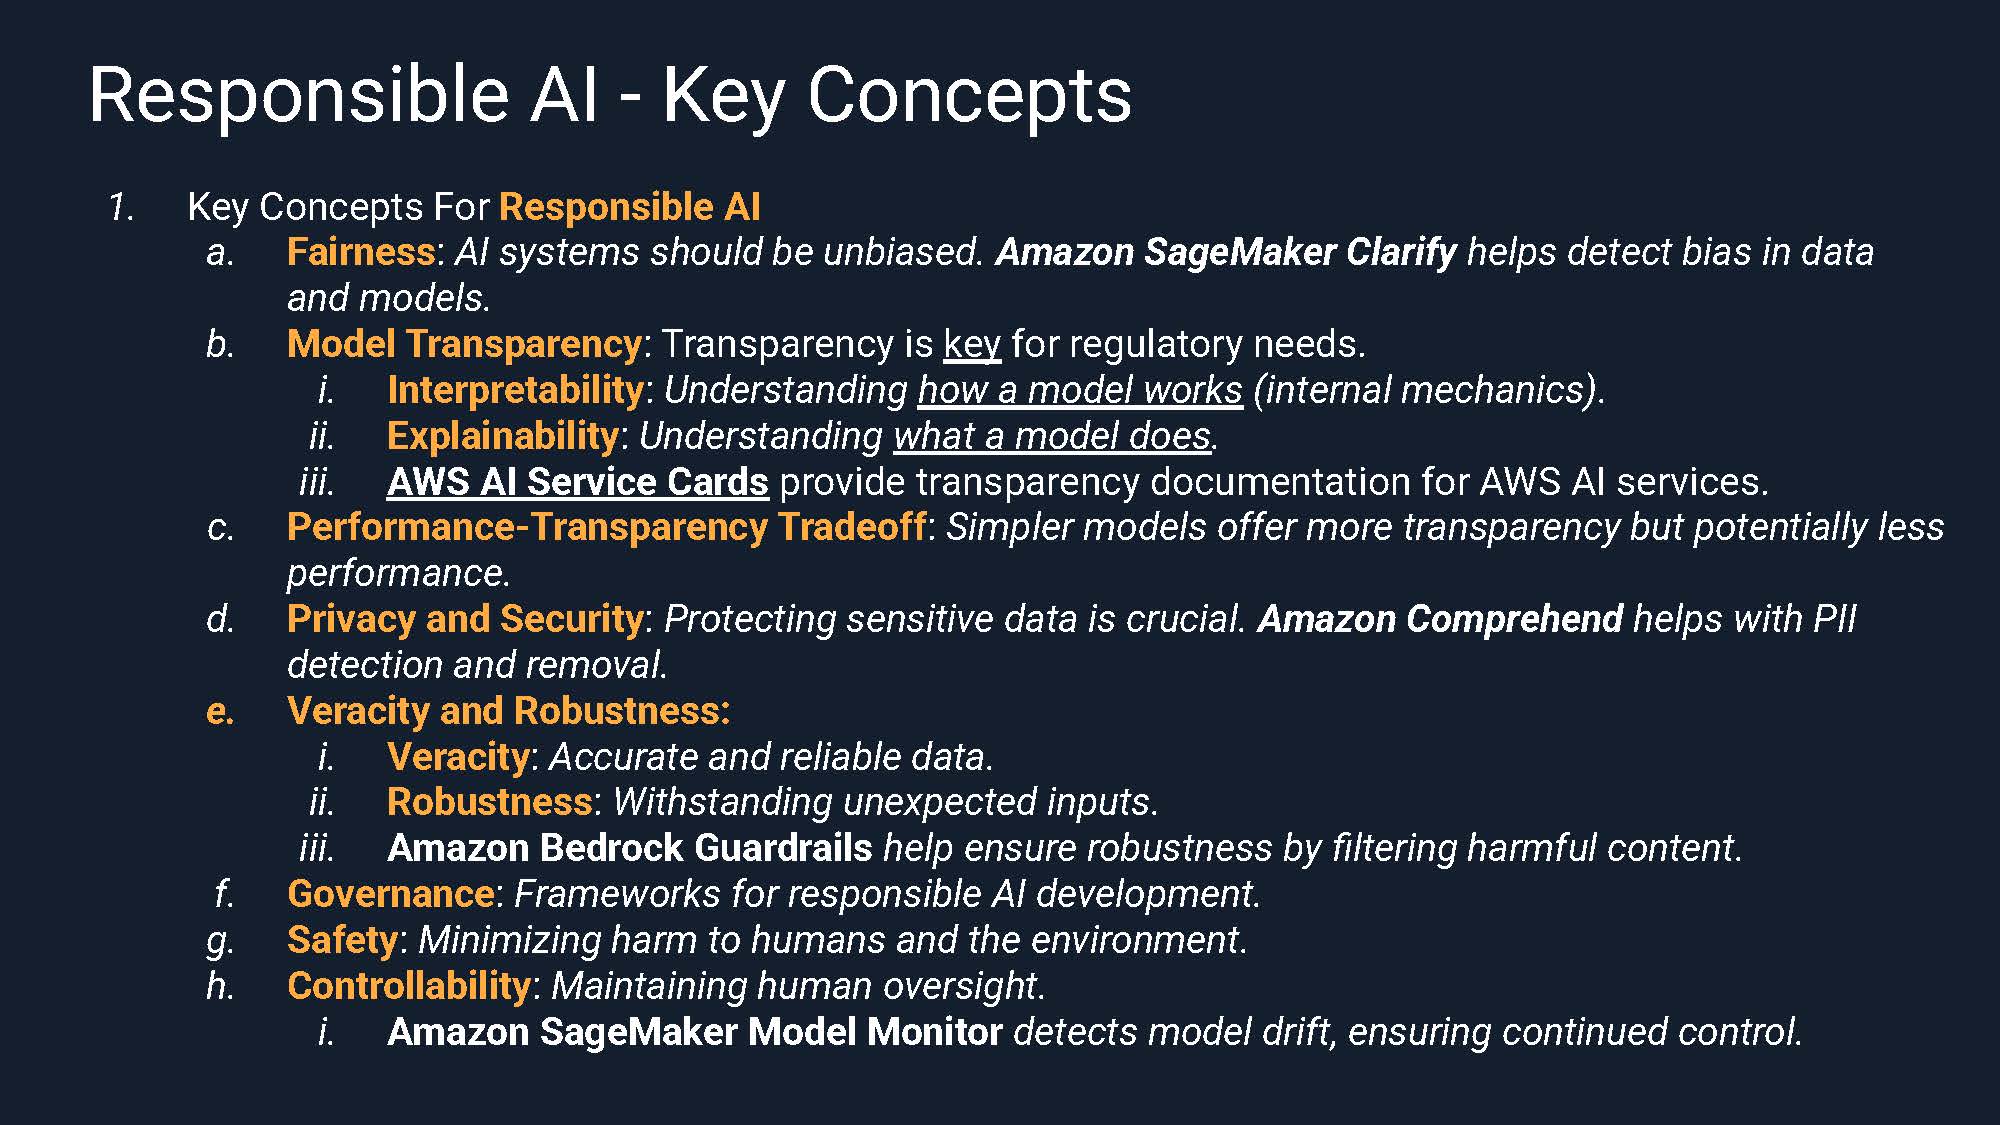 Responsible AI - Key Concepts
1. Key Concepts For Responsible AI
a. Fairness: AI systems should be unbiased. Amazon SageMaker Clarify helps detect bias in data
and models.
b. Model Transparency: Transparency is key for regulatory needs.
i. Interpretability: Understanding how a model works (internal mechanics).
ii. Explainability: Understanding what a model does.
iii. AWS AI Service Cards provide transparency documentation for AWS AI services.
c. Performance-Transparency Tradeoff: Simpler models offer more transparency but potentially less
performance.
d. Privacy and Security: Protecting sensitive data is crucial. Amazon Comprehend helps with PII
detection and removal.
e. Veracity and Robustness:
i. Veracity: Accurate and reliable data.
ii. Robustness: Withstanding unexpected inputs.
iii. Amazon Bedrock Guardrails help ensure robustness by filtering harmful content.
f. Governance: Frameworks for responsible AI development.
g. Safety: Minimizing harm to humans and the environment.
h. Controllability: Maintaining human oversight.
i. Amazon SageMaker Model Monitor detects model drift, ensuring continued control.